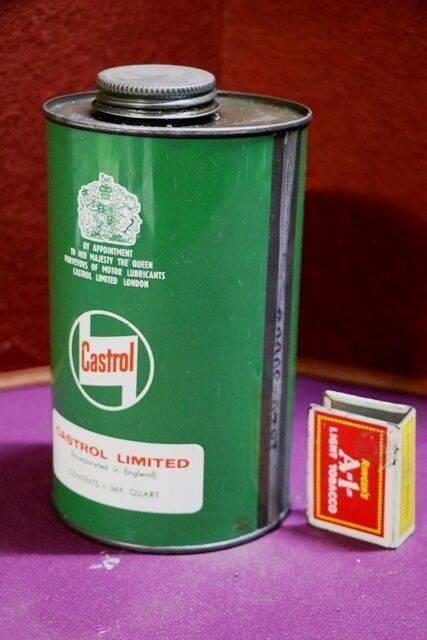 BY APPOINTMENT
TO HER MAJESTY THE QUEEN
PURVEYORS OF MOTOR LUBRICANTS
CASTROL LIMITED LONDON
Castrol
CASTROL LIMITED
(Incorporated in England)
CONTENTS 1 IMP. QUART
A-1
LIGHT TOBACCO